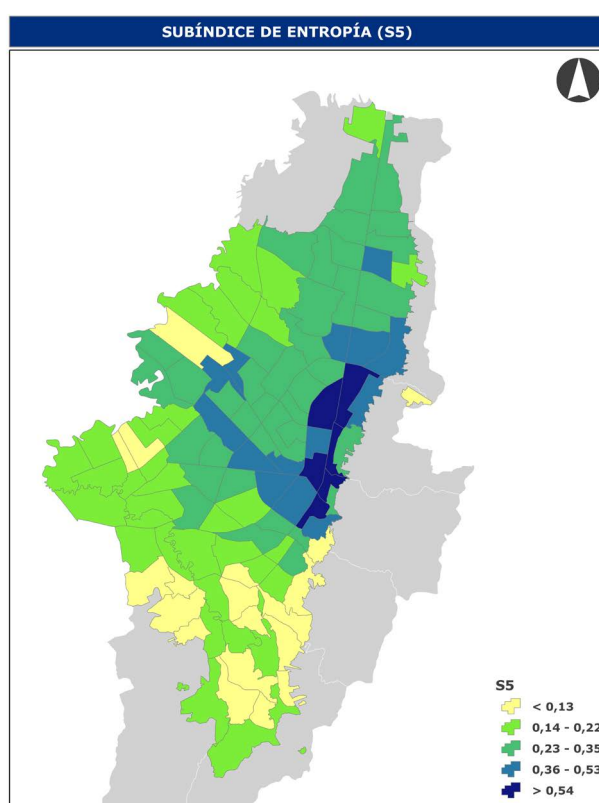 SUBÍNDICE DE ENTROPÍA (S5)
S5
< 0,13
0,14 - 0,22
0,23 - 0,35
0,36 - 0,53
> 0,54